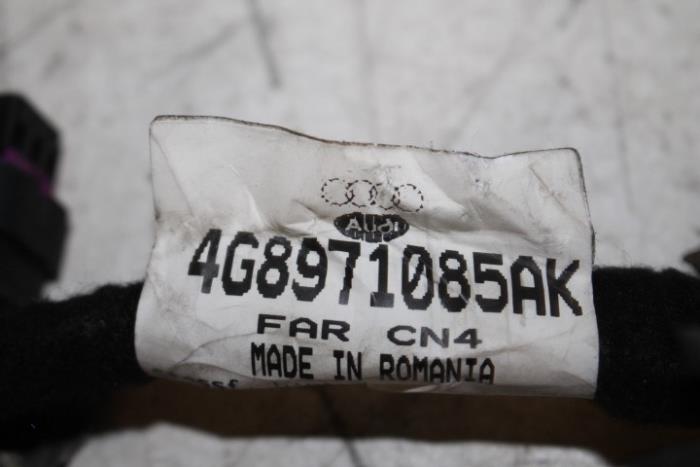 Audi
4G8971085AK
FAR CN4
MADE IN ROMANIA